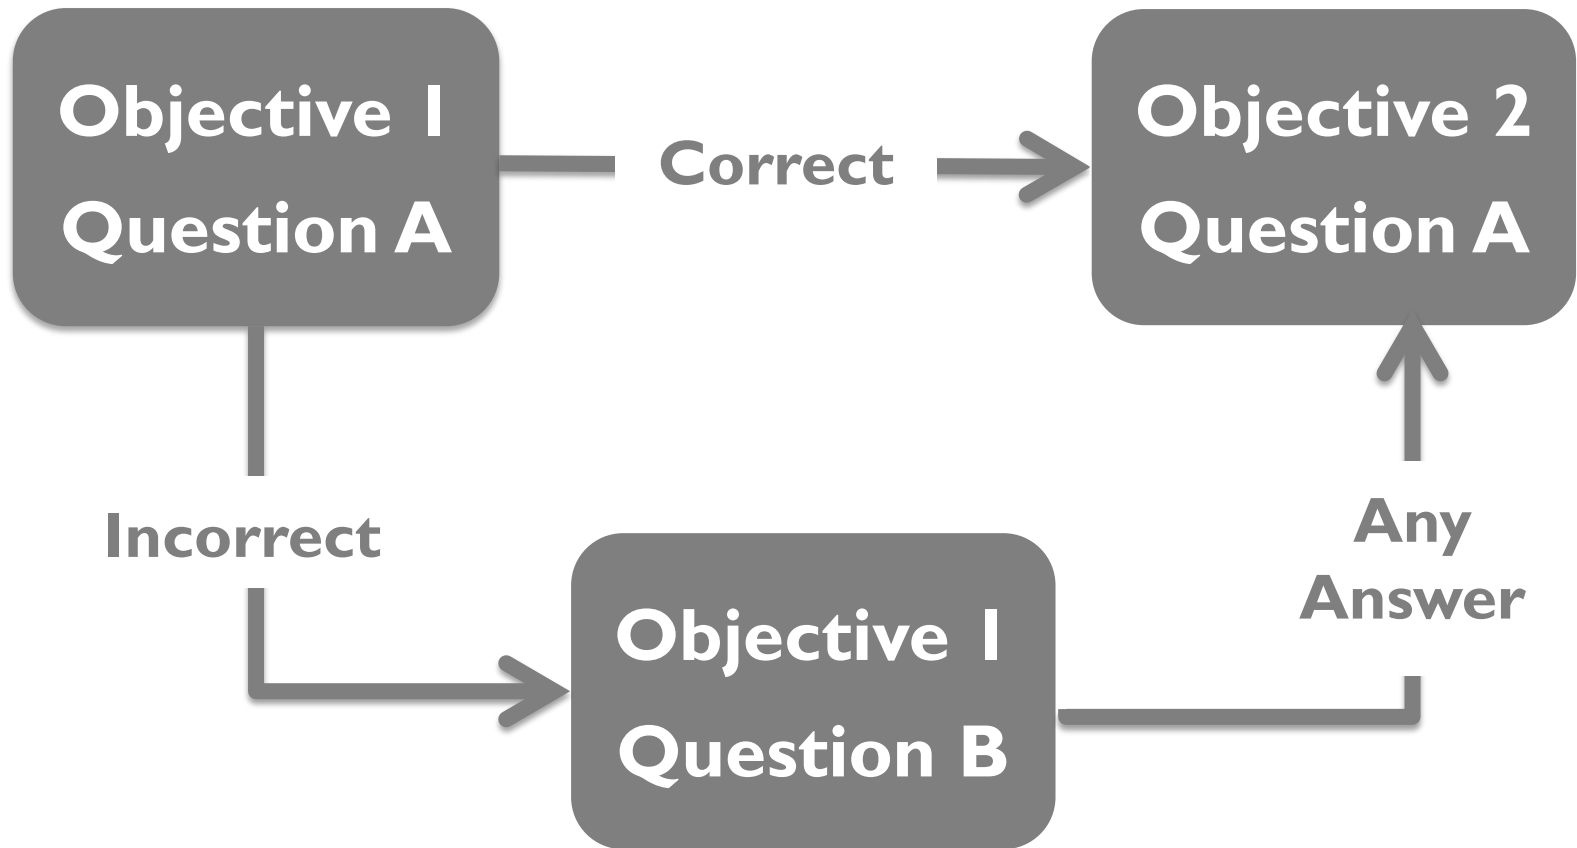 Objective 1
Question A
Correct
Objective 2
Question A
Incorrect
Objective 1
Question B
Any
Answer